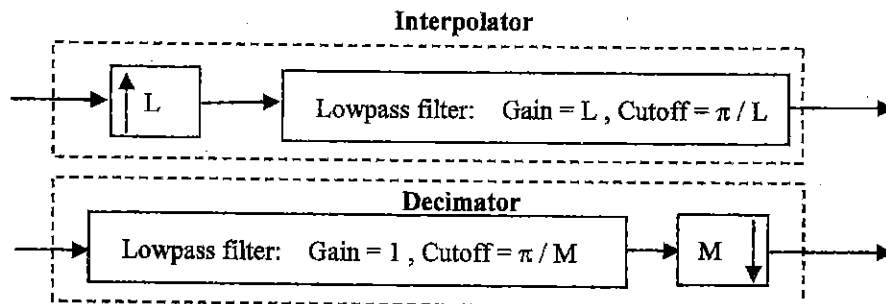 Interpolator
L
Lowpass filter: Gain = L , Cutoff = π / L
Decimator
Lowpass filter: Gain = 1 , Cutoff = π / M
M